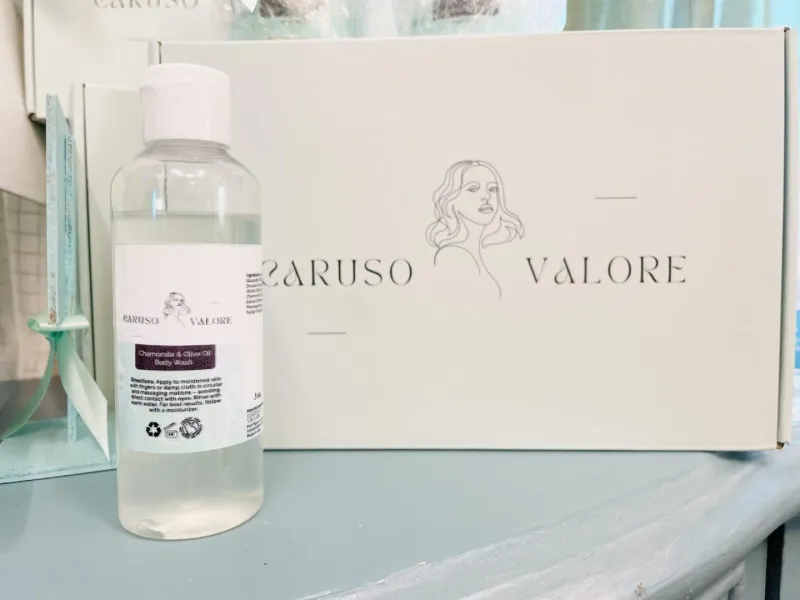 CARUSO
CARUSO VALORE
CARUSO VALORE
Chamomile & Olive Oil
Body Wash
Directions: Apply to moistened skin
with fingers or damp cloth in circular
and massaging motions – avoiding
direct contact with eyes. Rinse with
warm water. For best results, follow
with a moisturizer.